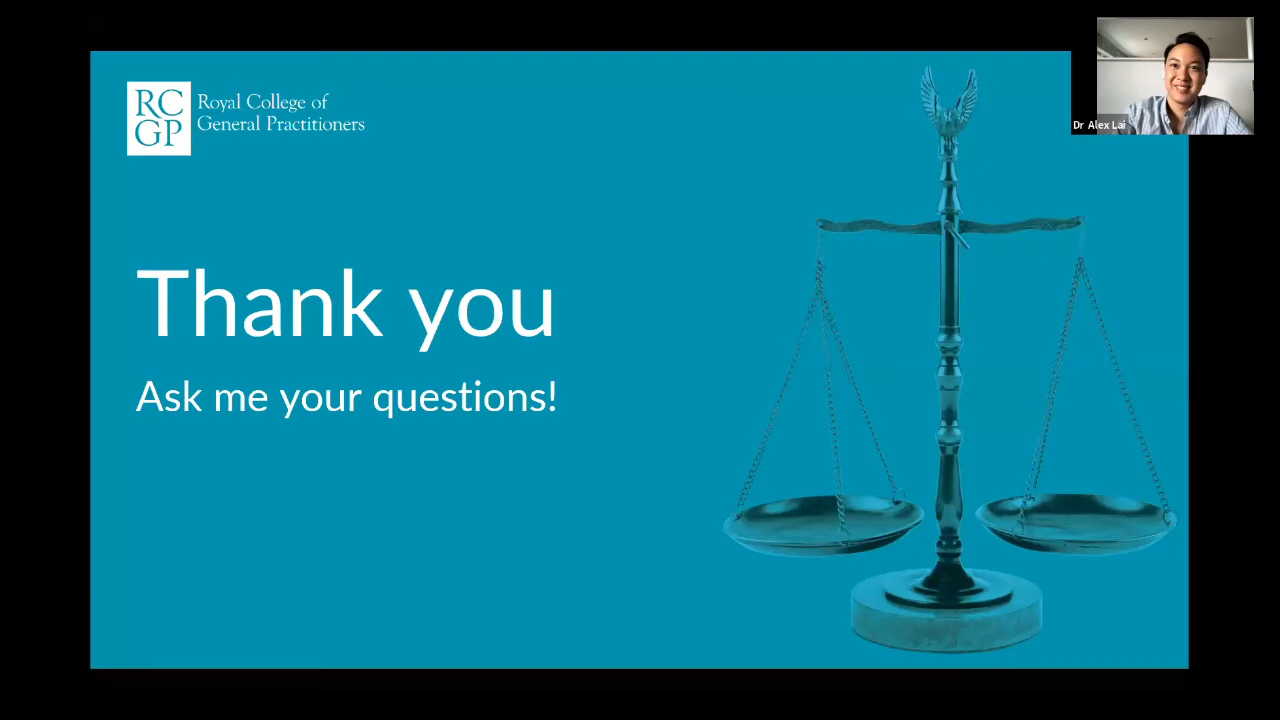 RC
GP
Royal College of
General Practitioners
Thank you
Ask me your questions!
Dr Alex Lai